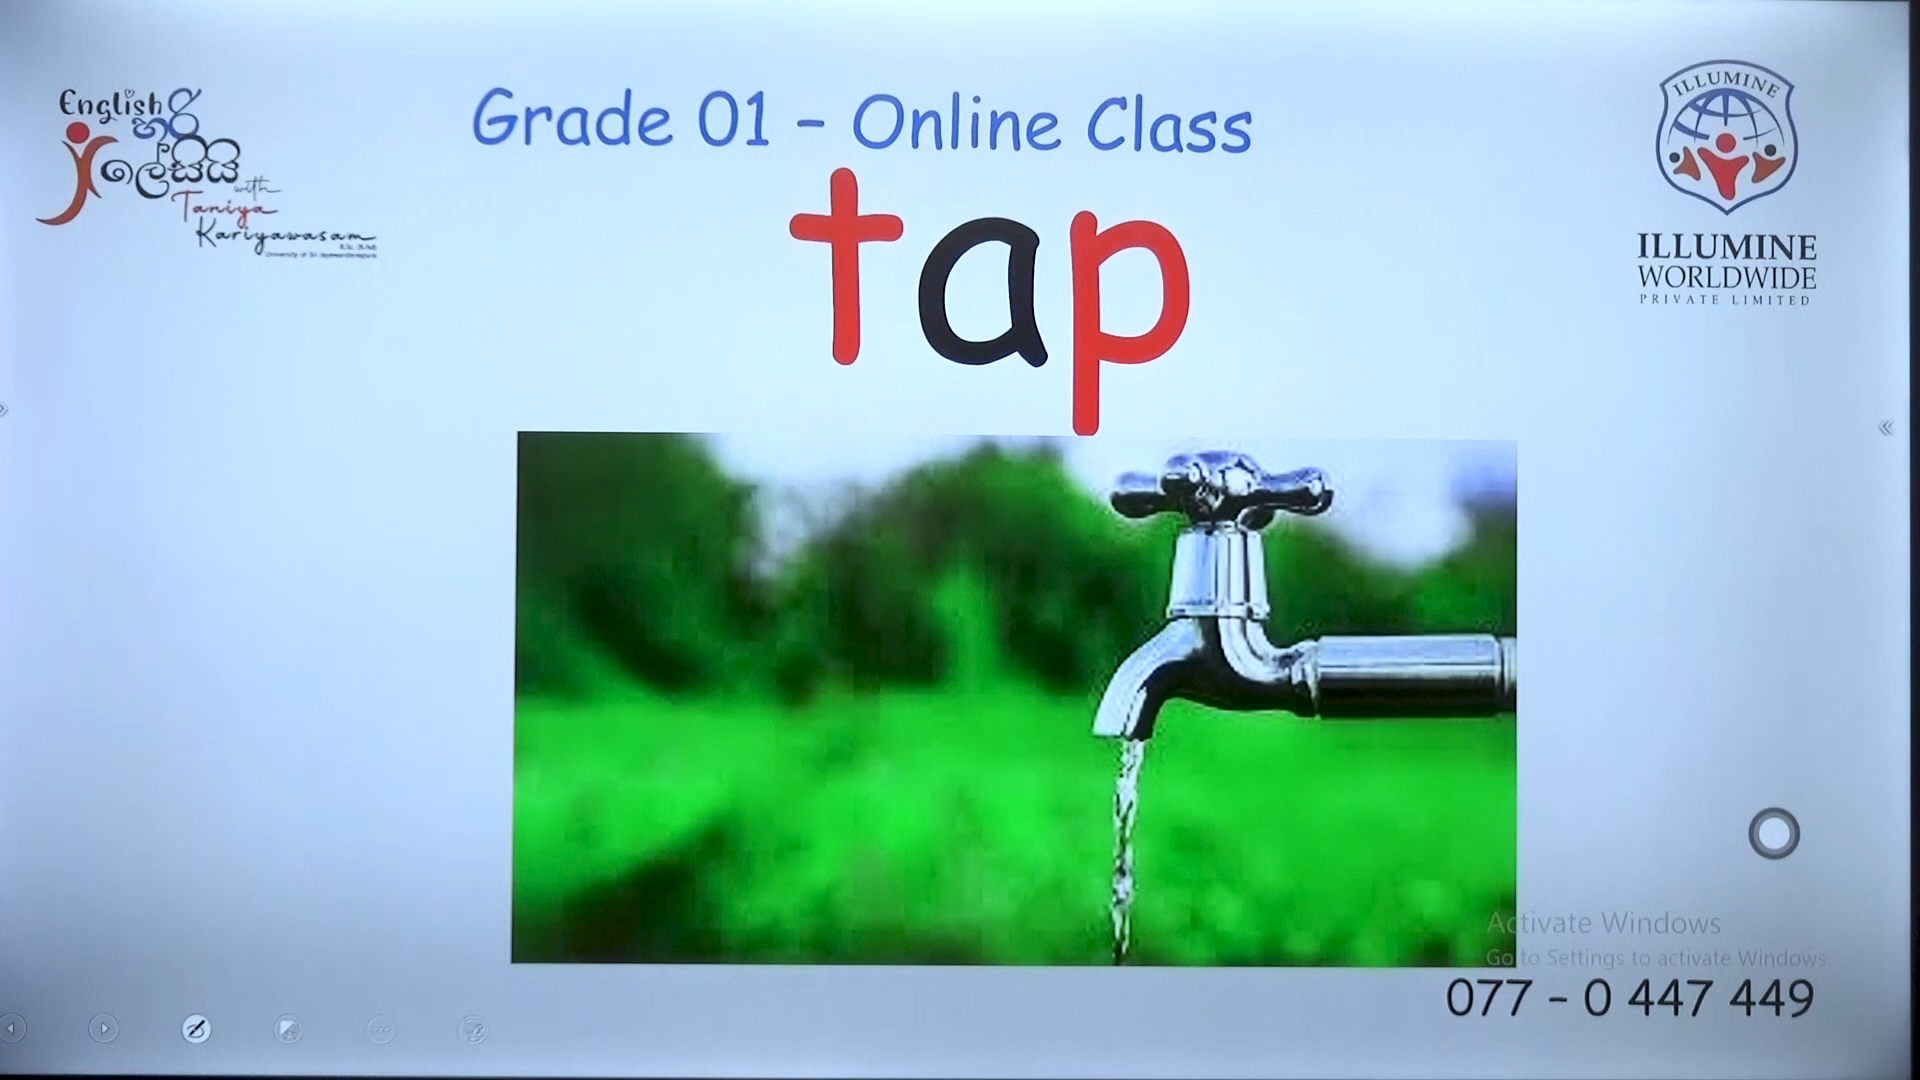 English හරි
ලේසියි
with
Taniya
Kariyawasam
Grade 01 - Online Class
tap
ILLUMINE
ILLUMINE
WORLDWIDE
PRIVATE LIMITED
Activate Windows
Go to Settings to activate Windows.
077 - 0 447 449